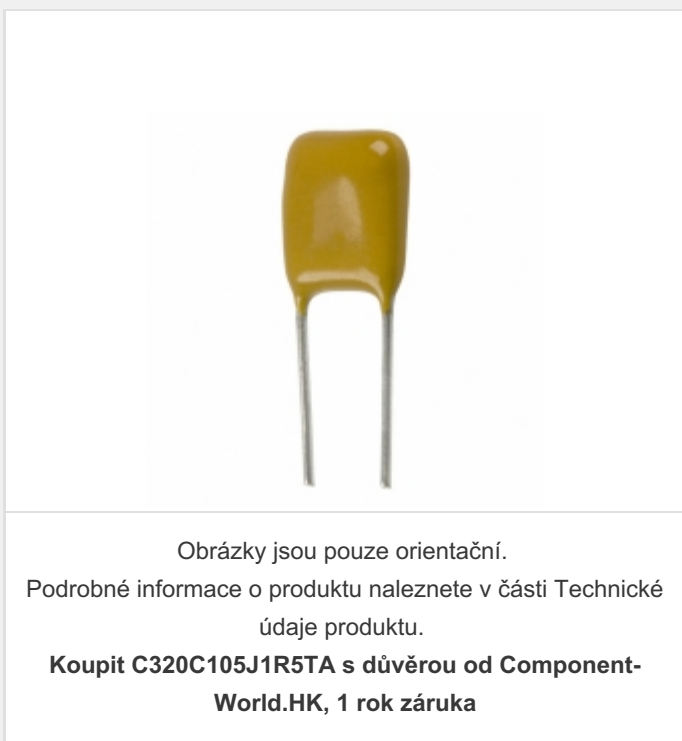 Obrázky jsou pouze orientační.
Podrobné informace o produktu naleznete v části Technické
údaje produktu.
Koupit C320C105J1R5TA s důvěrou od Component-
World.HK, 1 rok záruka